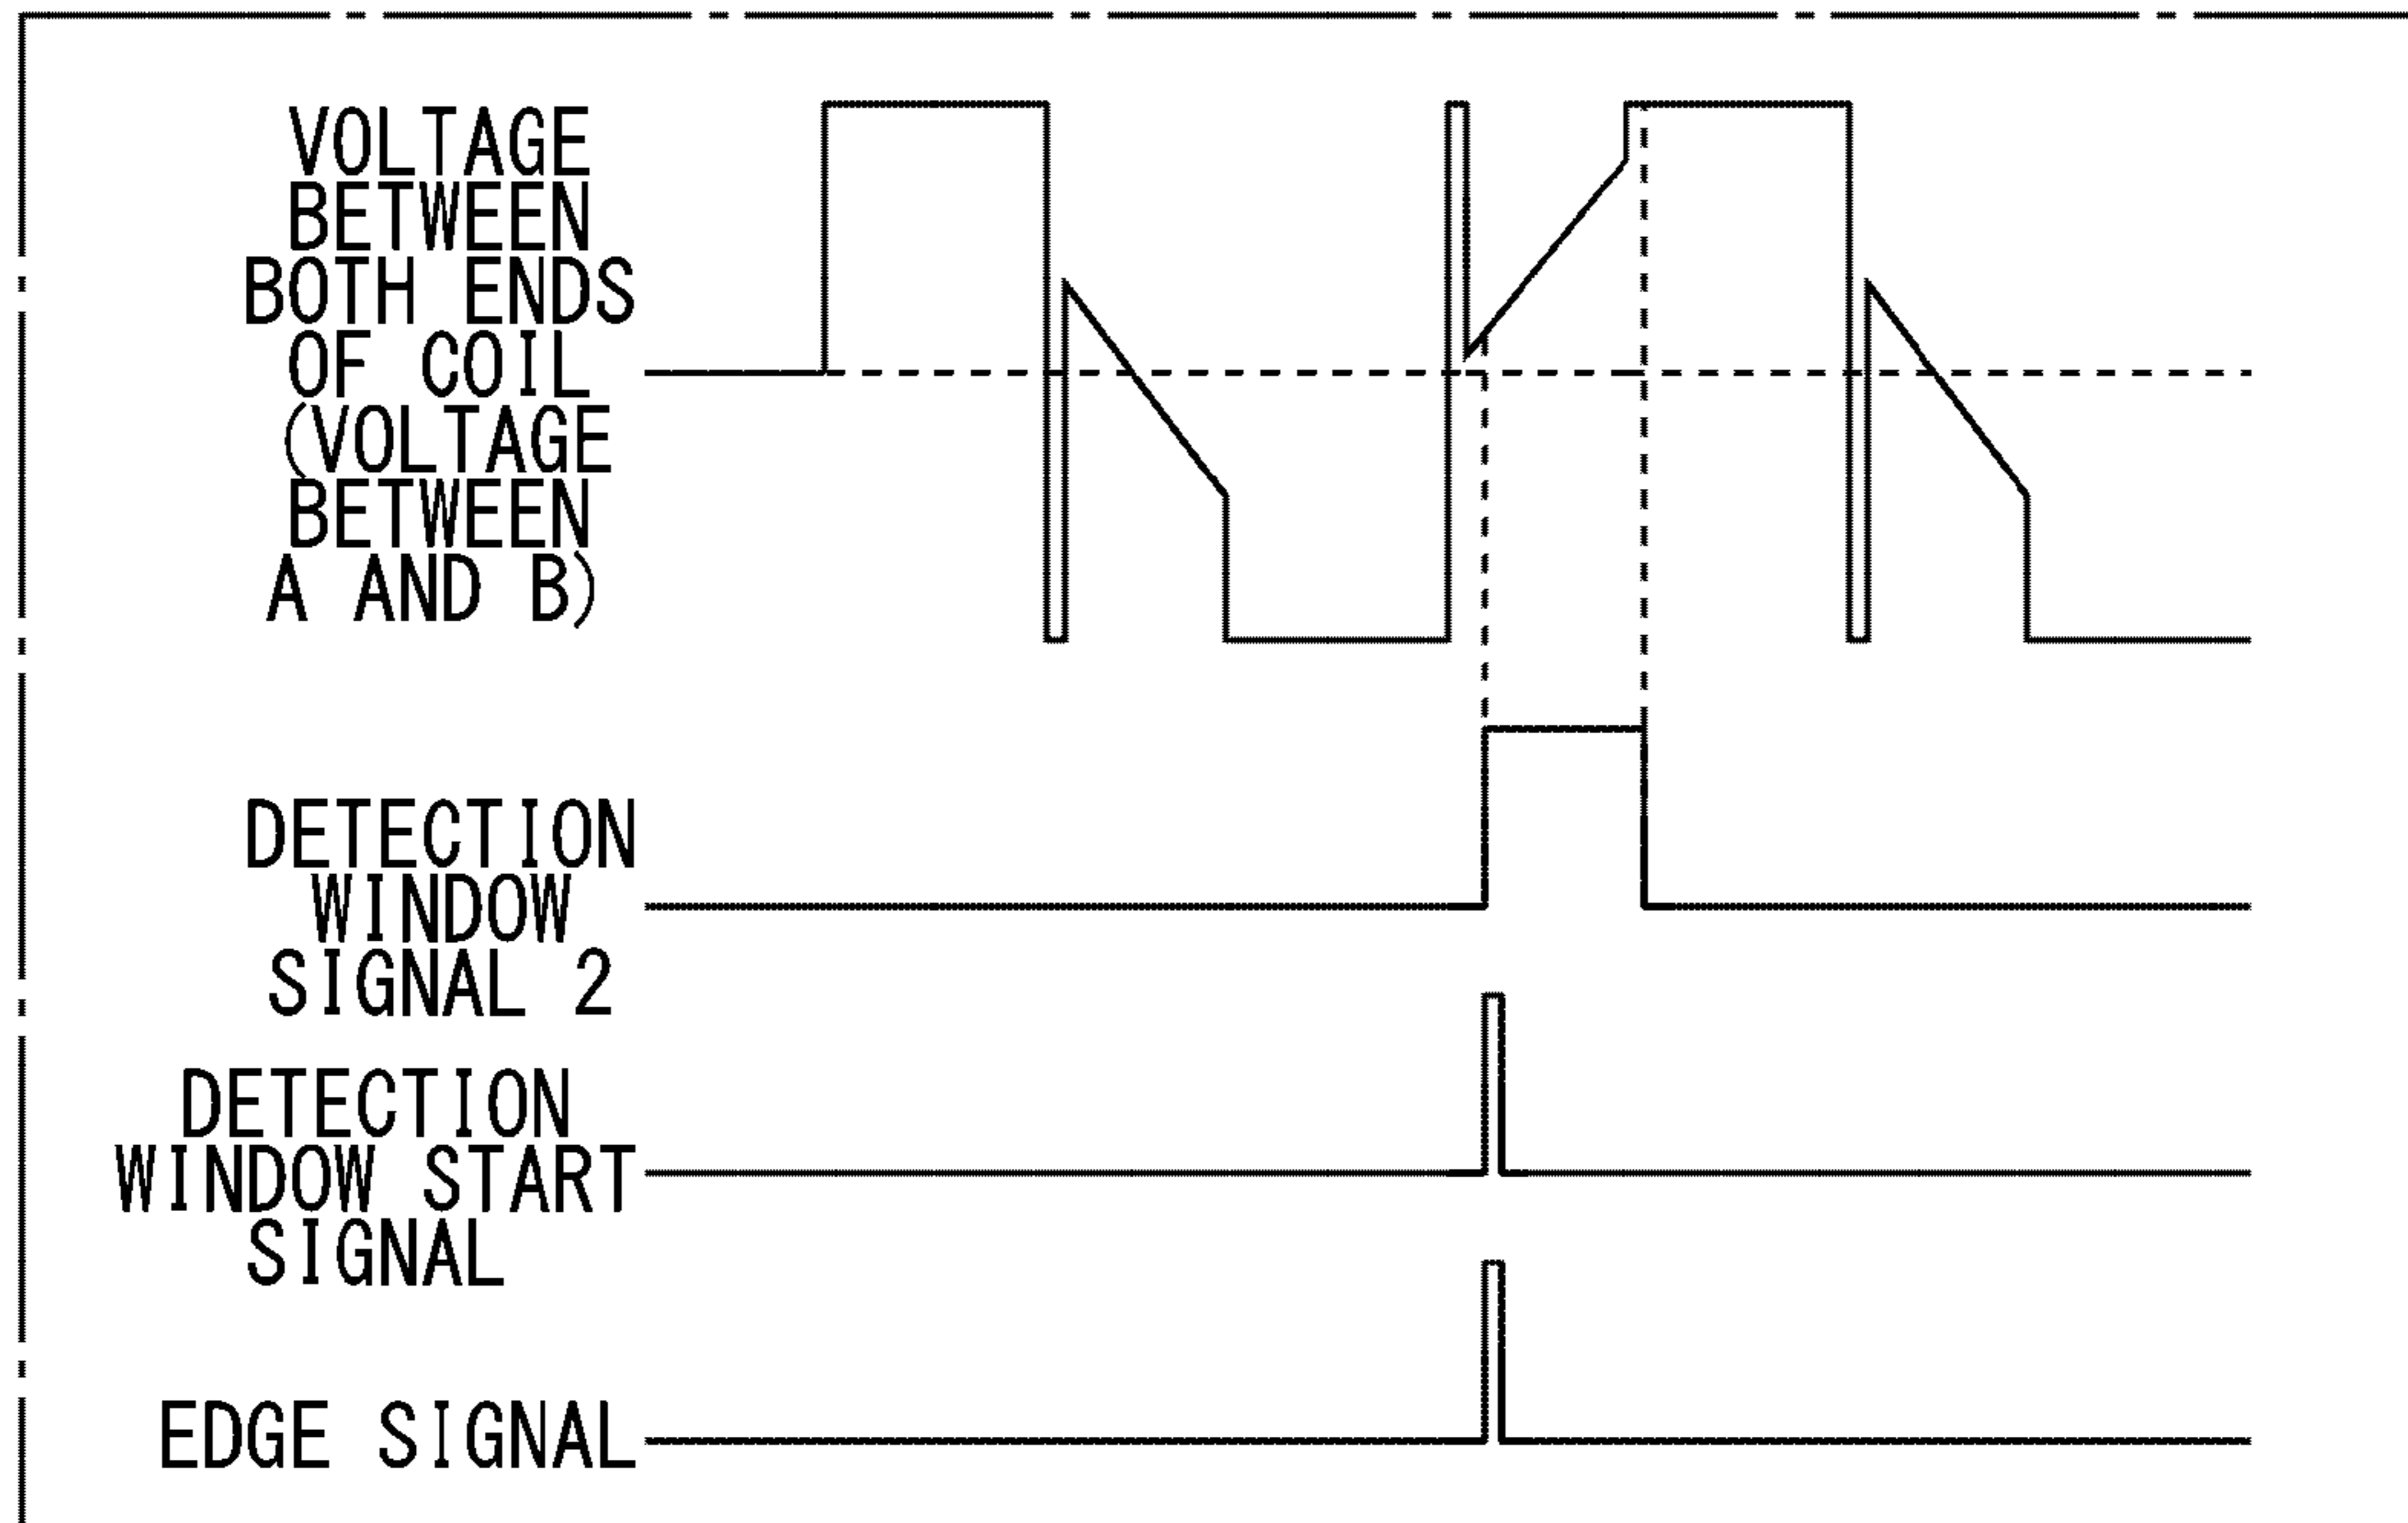 VOLTAGE
BETWEEN
BOTH ENDS
OF COIL
(VOLTAGE
BETWEEN
A AND B)
DETECTION
WINDOW
SIGNAL 2
DETECTION
WINDOW START
SIGNAL
EDGE SIGNAL